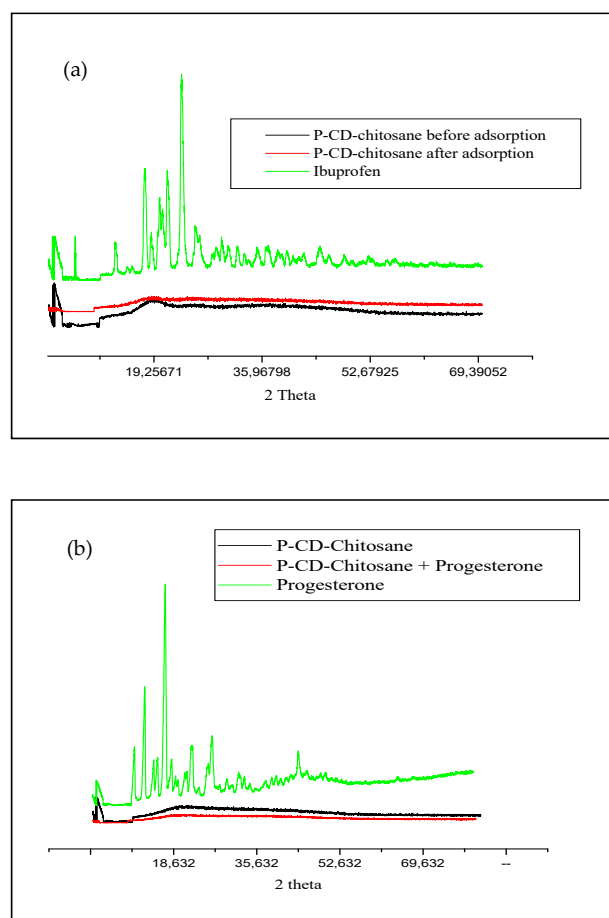 (a)
P-CD-chitosane before adsorption
P-CD-chitosane after adsorption
Ibuprofen
19,25671 35,96798 52,67925 69,39052
2 Theta
(b)
P-CD-Chitosane
P-CD-Chitosane + Progesterone
Progesterone
18,632 35,632 52,632 69,632 --
2 theta